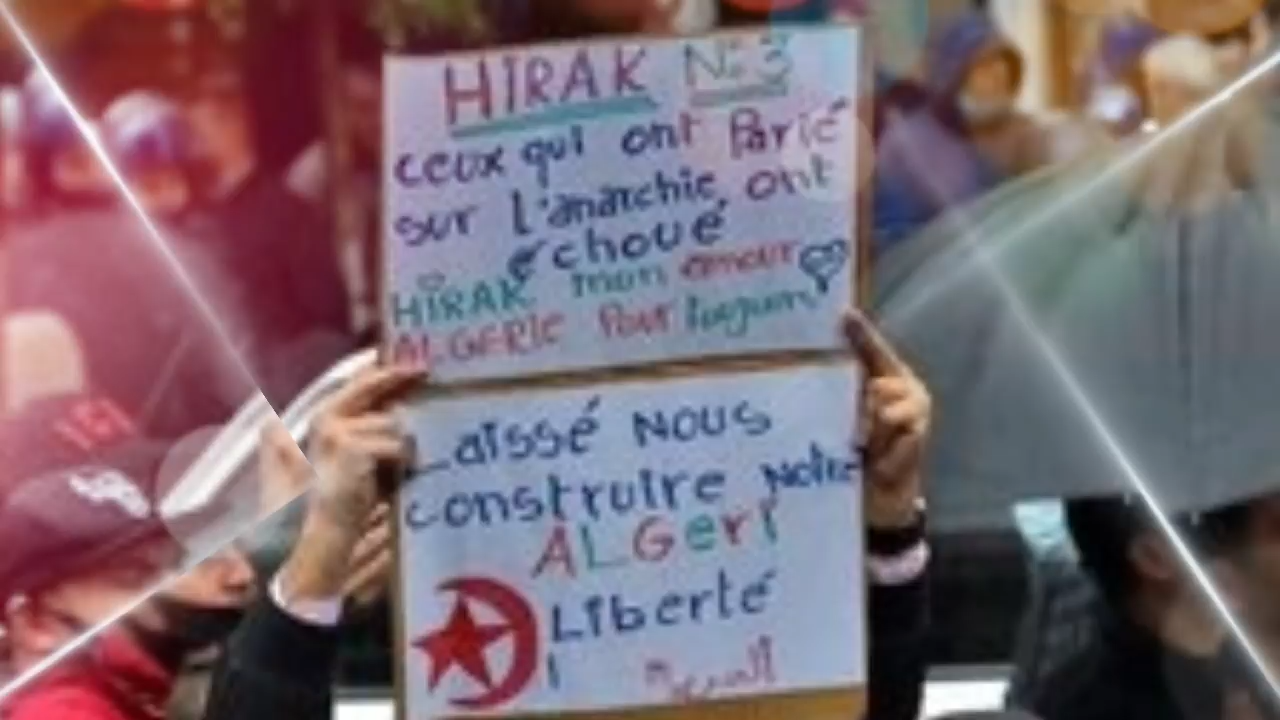 HIRAK N: 3
ceux qui ont Parié
sur l'anarchie, ont
échoué
HIRAK mon amour
ALGERIE Pour
Laissé NOUS
construire Notre
ALGerI
Liberté